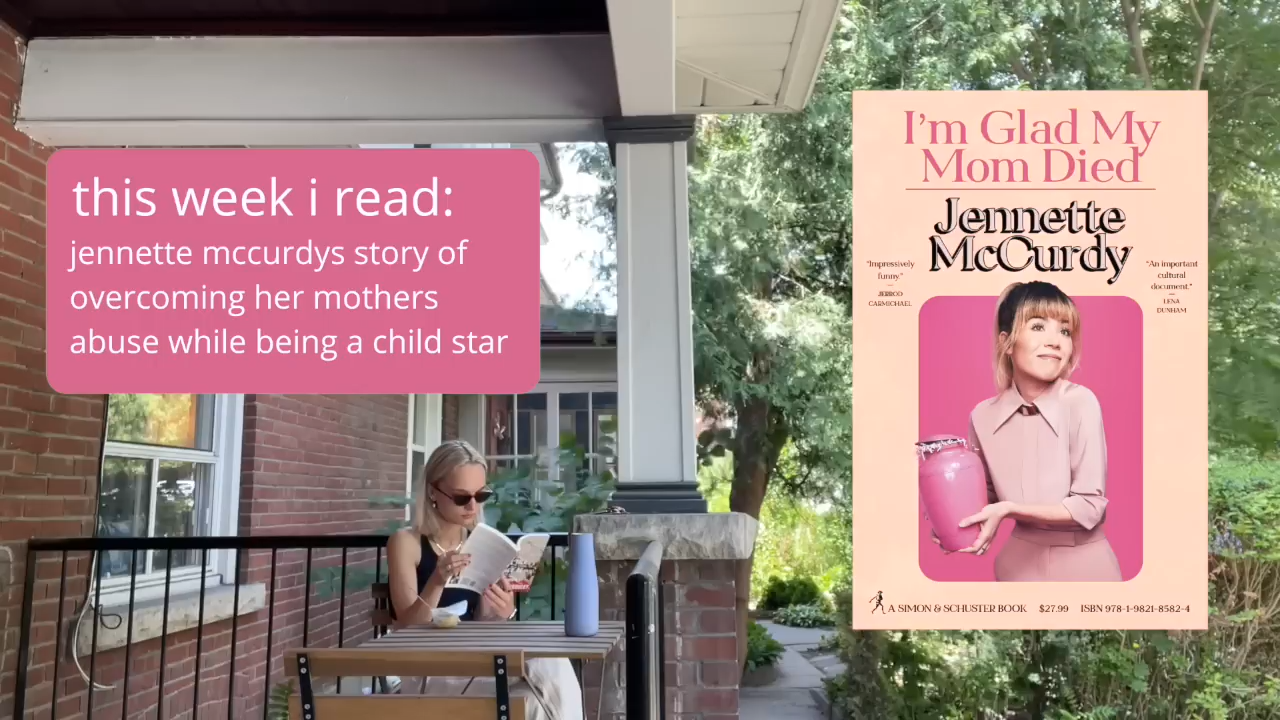 this week i read:
jennette mccurdys story of
overcoming her mothers
abuse while being a child star
I'm Glad My
Mom Died
Jennette
McCurdy
"Impressively
funny."
—
JERROD
CARMICHAEL
"An important
cultural
document."
—
LENA
DUNHAM
A SIMON & SCHUSTER BOOK $27.99 ISBN 978-1-9821-8582-4